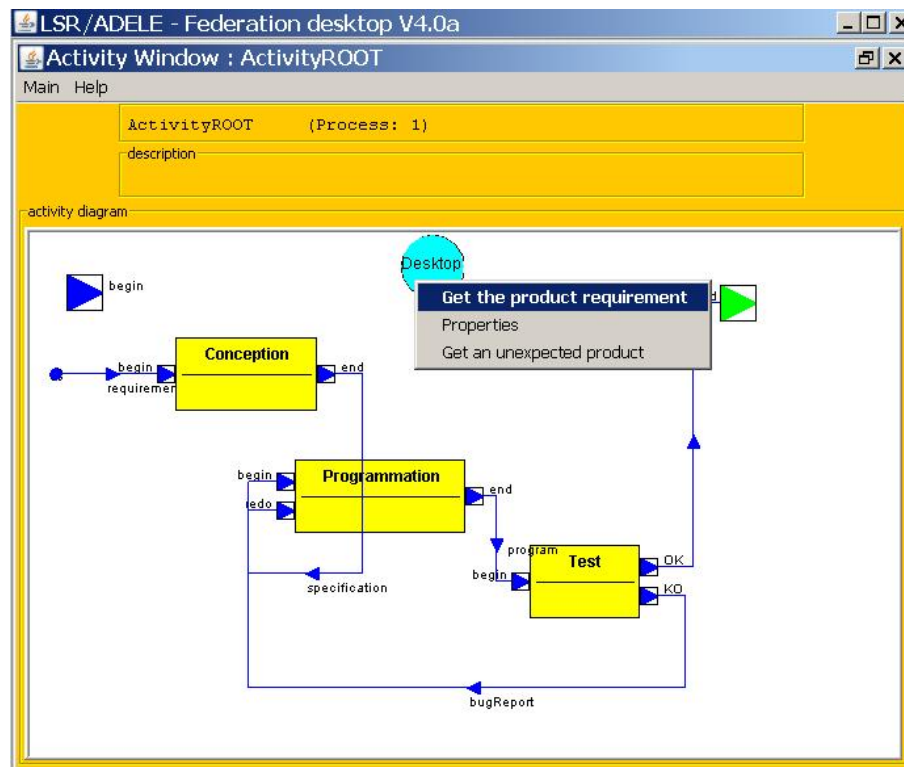 LSR/ADELE - Federation desktop V4.0a
Activity Window : ActivityROOT
Main Help
ActivityROOT (Process: 1)
description
activity diagram
Desktop
begin
Get the product requirement
Properties
Get an unexpected product
Conception
begin
end
requiremen
begin
Programmation
end
redo
program
Test
OK
begin
KO
specification
bugReport